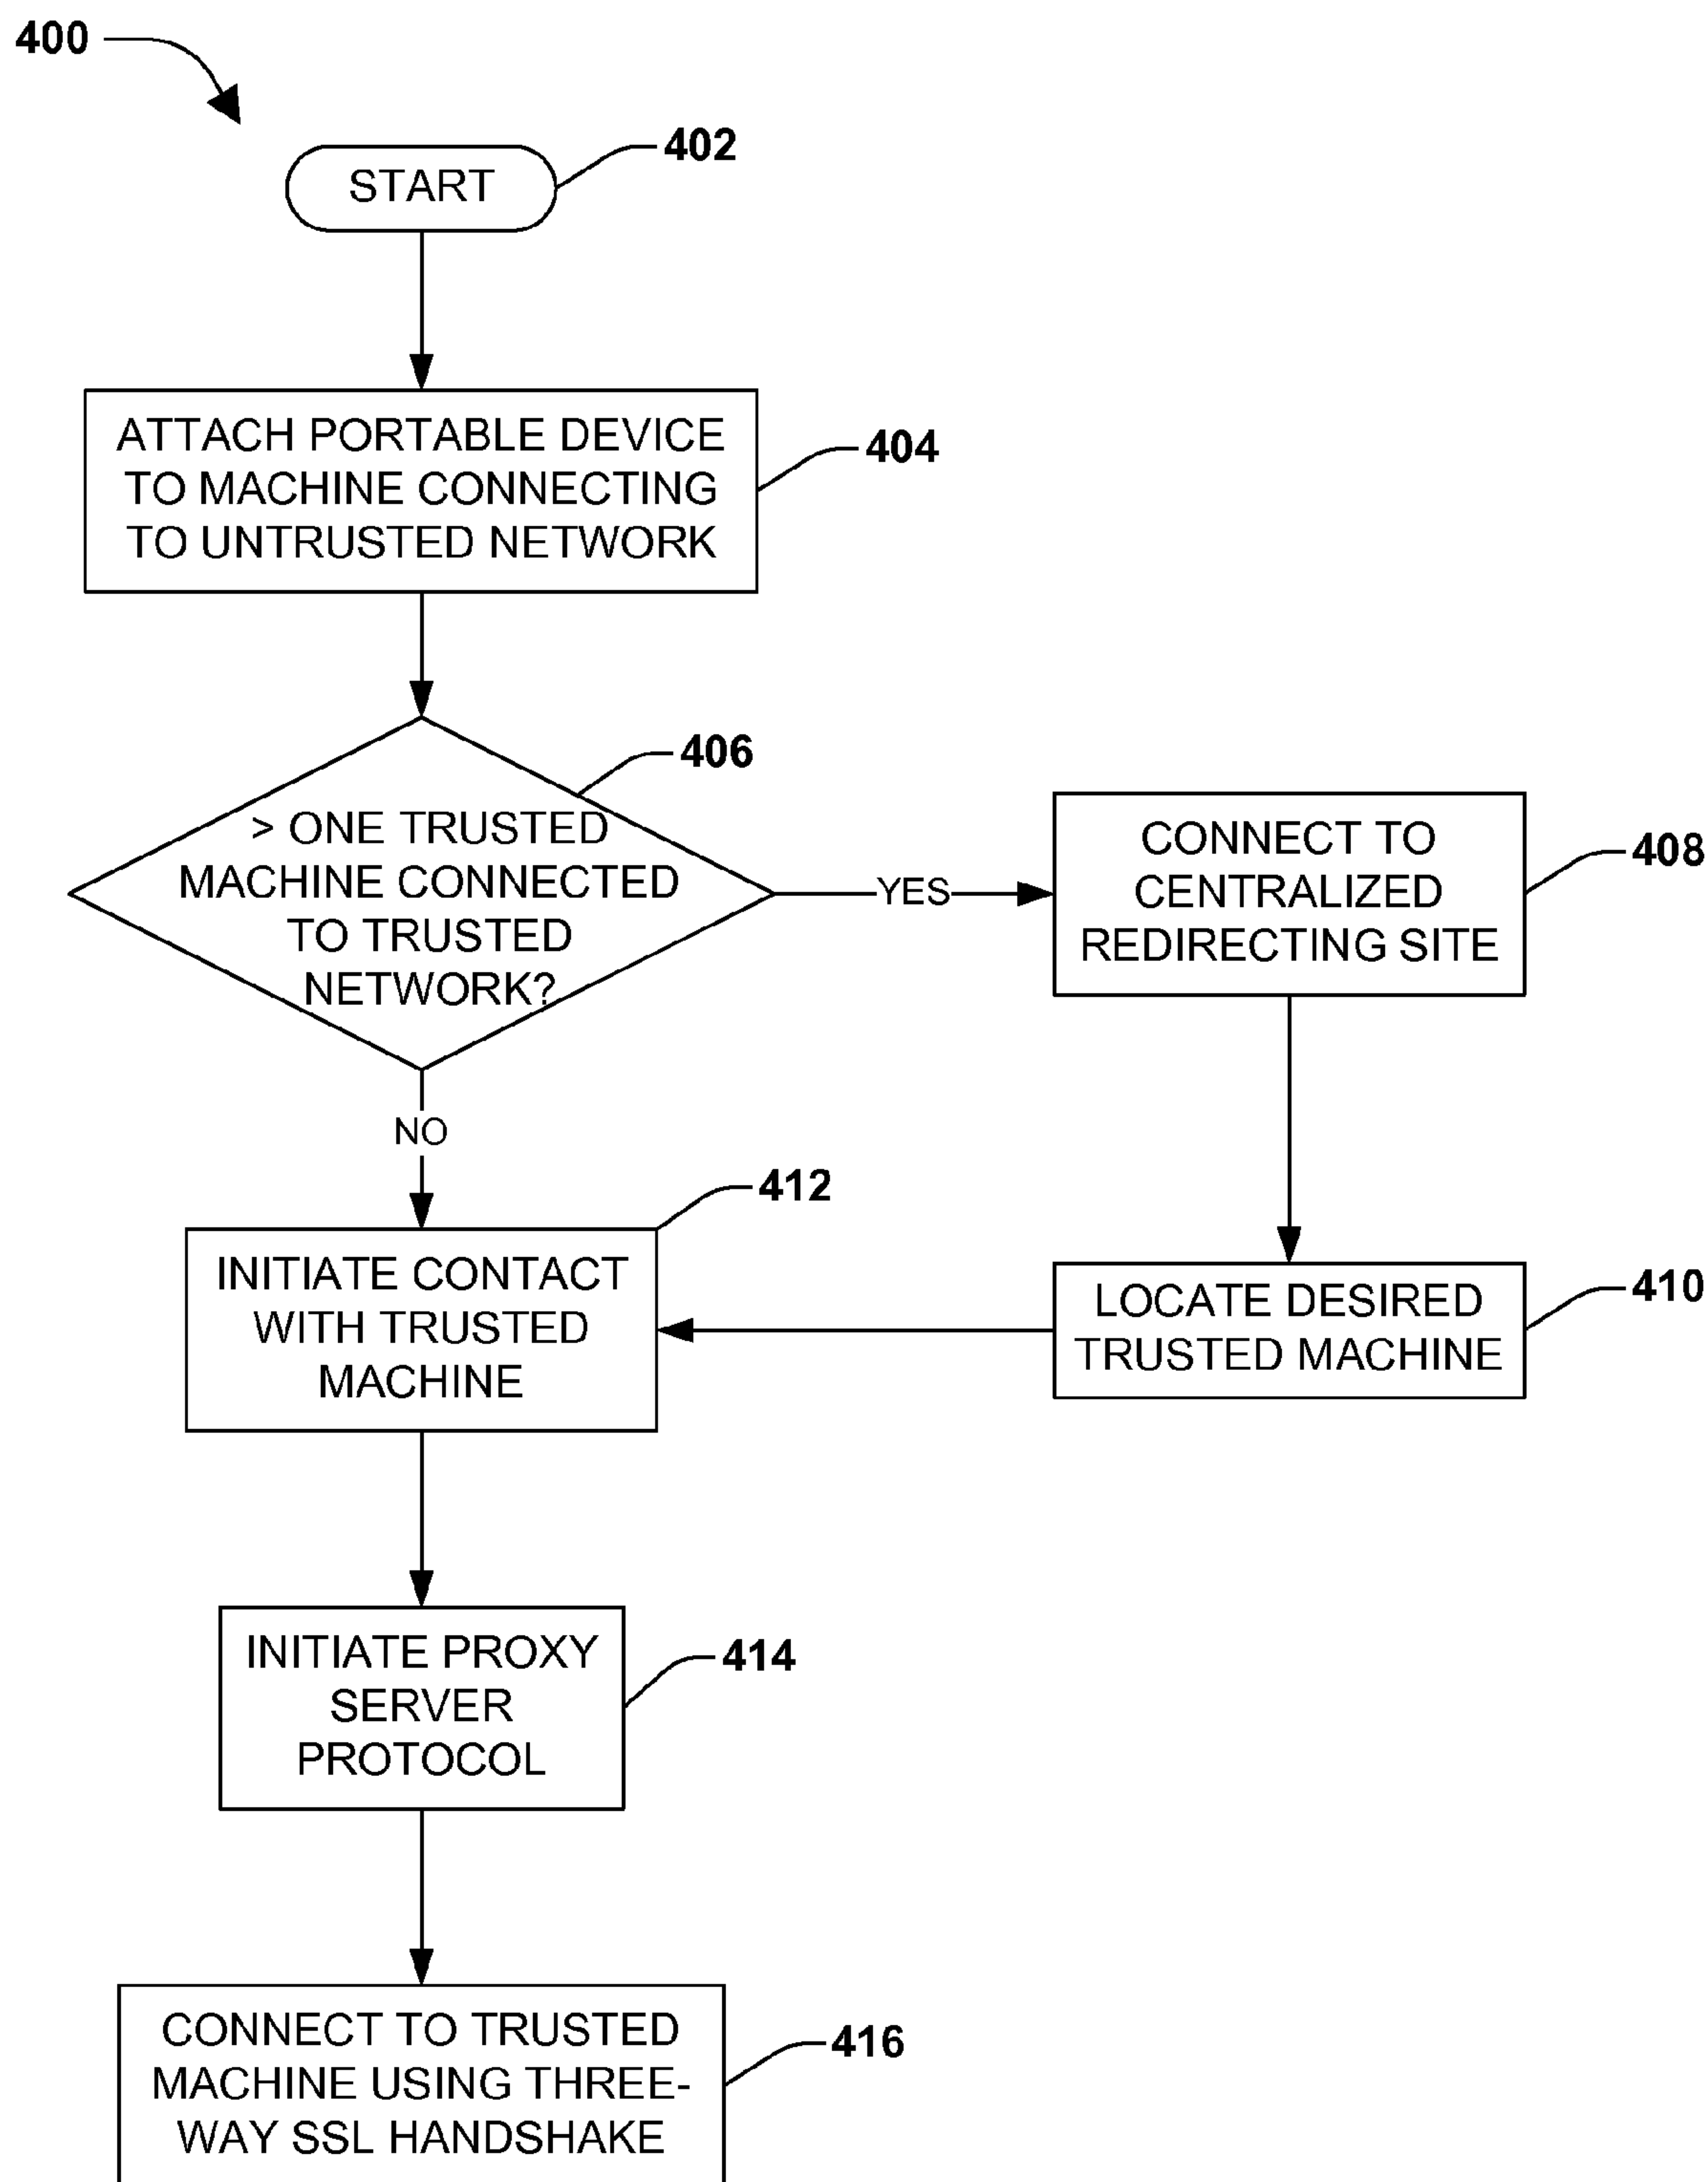 400
402
START
ATTACH PORTABLE DEVICE
TO MACHINE CONNECTING
TO UNTRUSTED NETWORK
404
406
> ONE TRUSTED
MACHINE CONNECTED
TO TRUSTED
NETWORK?
YES
CONNECT TO
CENTRALIZED
REDIRECTING SITE
408
NO
412
INITIATE CONTACT
WITH TRUSTED
MACHINE
LOCATE DESIRED
TRUSTED MACHINE
410
INITIATE PROXY
SERVER
PROTOCOL
414
CONNECT TO TRUSTED
MACHINE USING THREE-
WAY SSL HANDSHAKE
416